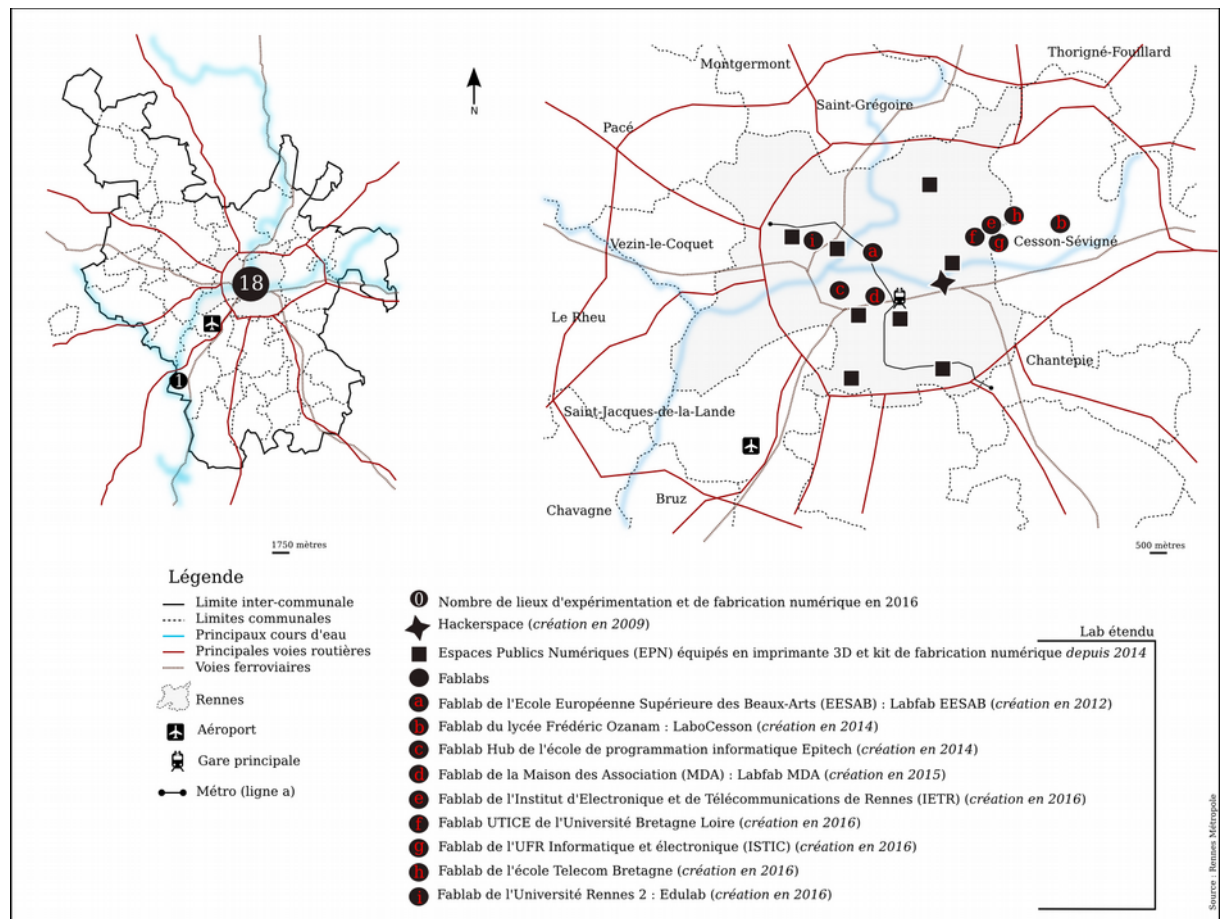 N
18
1
1750 mètres
Montgermont
Thorigné-Fouillard
Saint-Grégoire
Pacé
h
e
b
f
g
Vezin-le-Coquet
i
a
Cesson-Sévigné
c
d
Le Rheu
Chantepie
Saint-Jacques-de-la-Lande
Bruz
Chavagne
500 mètres
Légende
Limite inter-communale
Limites communales
Principaux cours d'eau
Principales voies routières
Voies ferroviaires
Rennes
Aéroport
Gare principale
Métro (ligne a)
0 Nombre de lieux d'expérimentation et de fabrication numérique en 2016
Hackerspace (création en 2009)
Lab étendu
Espaces Publics Numériques (EPN) équipés en imprimante 3D et kit de fabrication numérique depuis 2014
Fablabs
a Fablab de l'Ecole Européenne Supérieure des Beaux-Arts (EESAB) : Labfab EESAB (création en 2012)
b Fablab du lycée Frédéric Ozanam : LaboCesson (création en 2014)
c Fablab Hub de l'école de programmation informatique Epitech (création en 2014)
d Fablab de la Maison des Association (MDA) : Labfab MDA (création en 2015)
e Fablab de l'Institut d'Electronique et de Télécommunications de Rennes (IETR) (création en 2016)
f Fablab UTICE de l'Université Bretagne Loire (création en 2016)
g Fablab de l'UFR Informatique et électronique (ISTIC) (création en 2016)
h Fablab de l'école Telecom Bretagne (création en 2016)
i Fablab de l'Université Rennes 2 : Edulab (création en 2016)
Source : Rennes Métropole